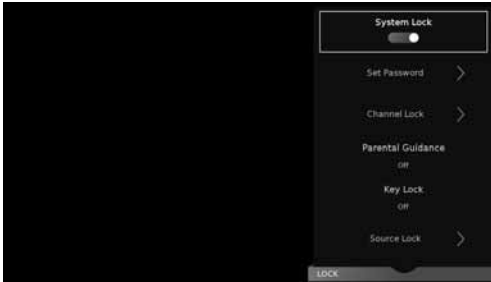 System Lock
Set Password
Channel Lock
Parental Guidance
Off
Key Lock
Off
Source Lock
LOCK